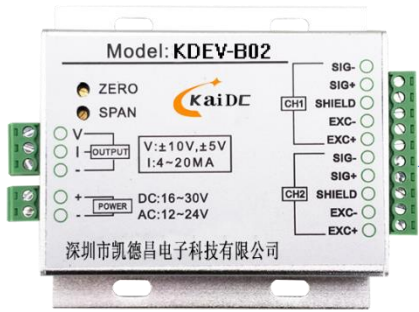 Model: KDEV-B02
ZERO
SPAN
KaiDC
V
I
-
OUTPUT
V:±10V,±5V
I:4~20MA
+
-
POWER
DC:16~30V
AC:12~24V
深圳市凯德昌电子科技有限公司
CH1
SIG-
SIG+
SHIELD
EXC-
EXC+
CH2
SIG-
SIG+
SHIELD
EXC-
EXC+